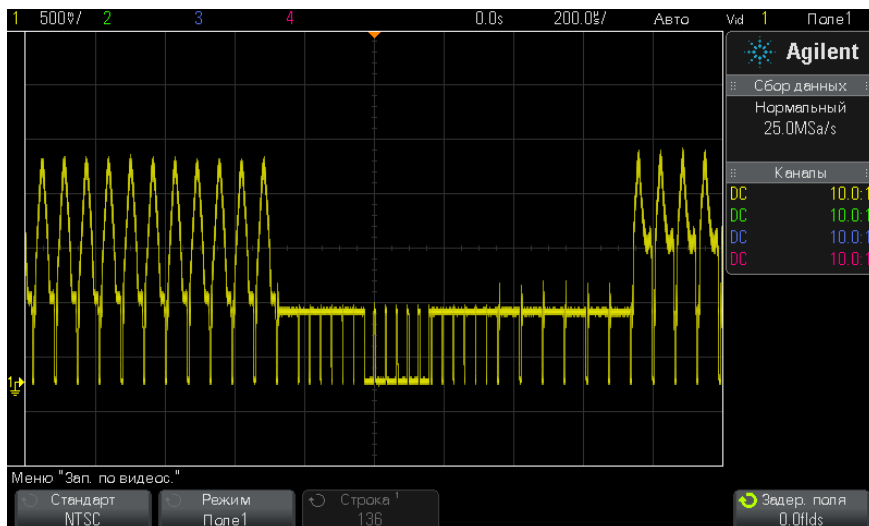 1 500㎷/ 2 3 4 0.0s 200.0㎲/ Авто Vid 1 Поле1
Agilent
Сбор данных
Нормальный
25.0MSa/s
Каналы
DC 10.0:1
DC 10.0:1
DC 10.0:1
DC 10.0:1
1
Меню "Зап. по видеос."
Стандарт Режим Строка 1 Задер. поля
NTSC Поле1 136 0.0flds